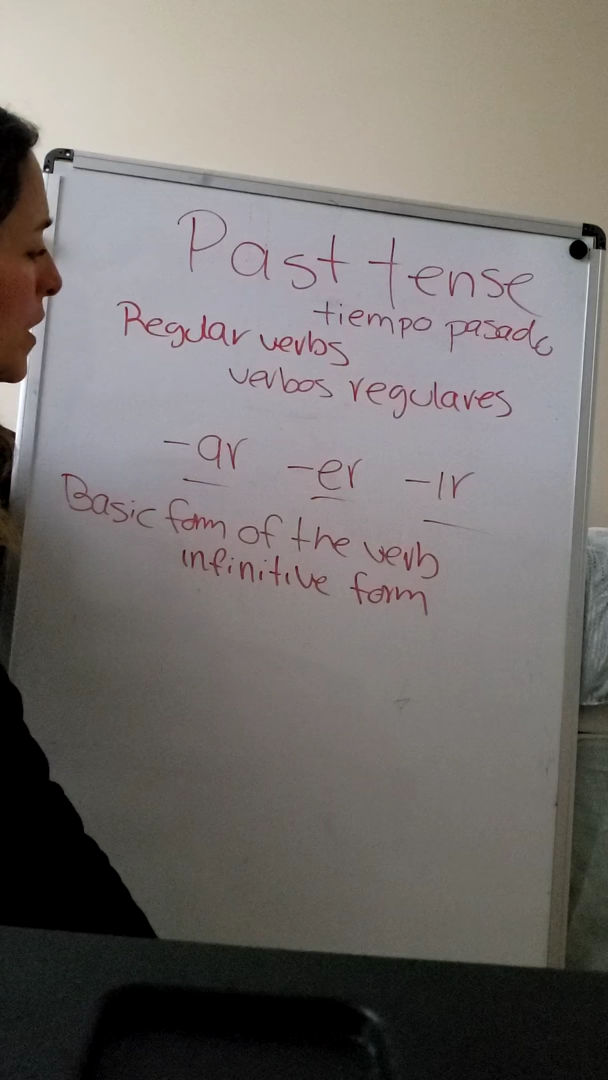 Past tense
tiempo pasado
Regular verbs
verbos regulares
-ar -er -ir
Basic form of the verb
infinitive form